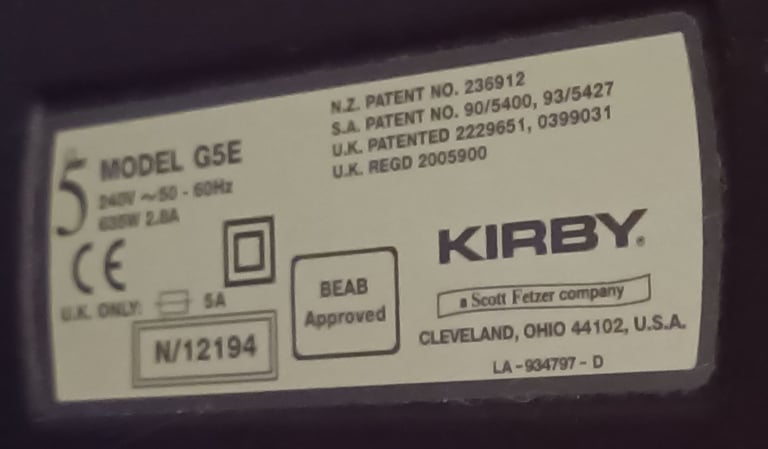 5
MODEL G5E
240V ~50 - 60Hz
635W 2.8A
CE
U.K. ONLY: 5A
N/12194
BEAB
Approved
N.Z. PATENT NO. 236912
S.A. PATENT NO. 90/5400, 93/5427
U.K. PATENTED 2229651, 0399031
U.K. REGD 2005900
KIRBY®
a Scott Fetzer company
CLEVELAND, OHIO 44102, U.S.A.
LA-934797-D